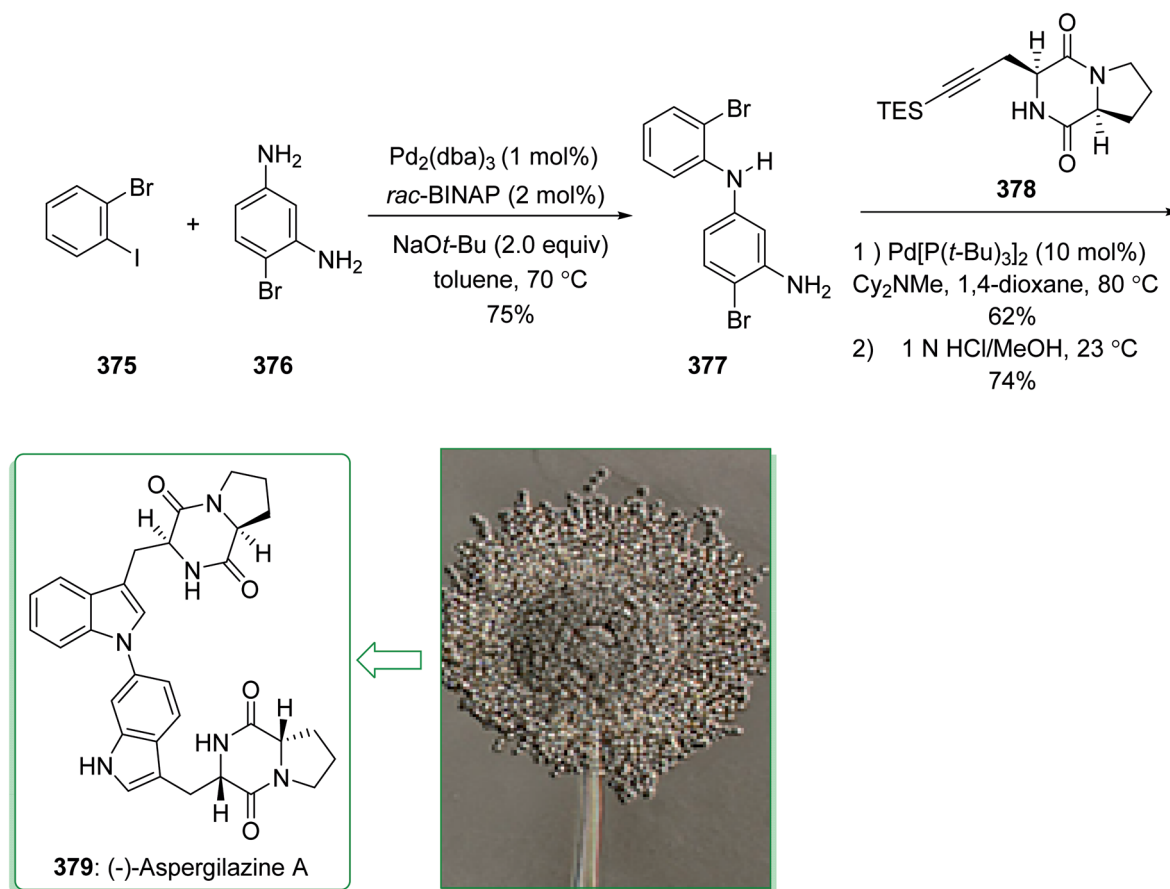 Br
I
375
+
NH2
NH2
Br
376
Pd2(dba)3 (1 mol%)
rac-BINAP (2 mol%)
NaOt-Bu (2.0 equiv)
toluene, 70 °C
75%
Br
H
N
NH2
Br
377
O
H
N
TES
HN
H
O
378
1 ) Pd[P(t-Bu)3]2 (10 mol%)
Cy2NMe, 1,4-dioxane, 80 °C
62%
2) 1 N HCl/MeOH, 23 °C
74%
O
N
H
H
N
H
O
N
O
H
HN
N
HN
H
O
379: (-)-Aspergilazine A